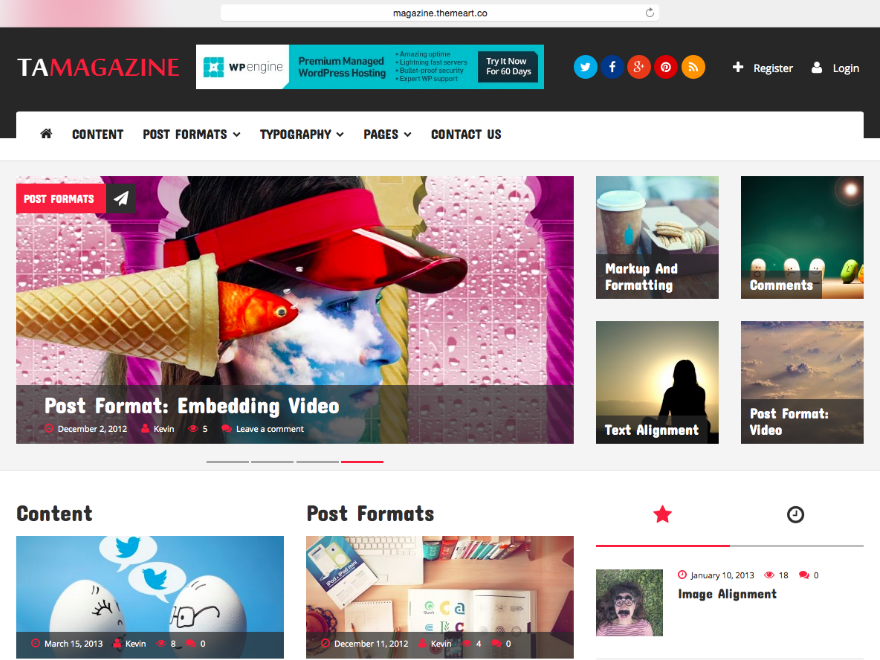 magazine.themeart.co
TAMAGAZINE
WPengine
Premium Managed
WordPress Hosting
• Amazing uptime
• Lightning fast servers
• Bullet-proof security
• Expert WP support
Try It Now
For 60 Days
Register
Login
CONTENT
POST FORMATS
TYPOGRAPHY
PAGES
CONTACT US
POST FORMATS
Post Format: Embedding Video
December 2, 2012 Kevin 5 Leave a comment
Markup And
Formatting
Comments
Text Alignment
Post Format:
Video
Content
March 15, 2013 Kevin 8 0
Post Formats
December 11, 2012 Kevin 4 0
January 10, 2013 18 0
Image Alignment